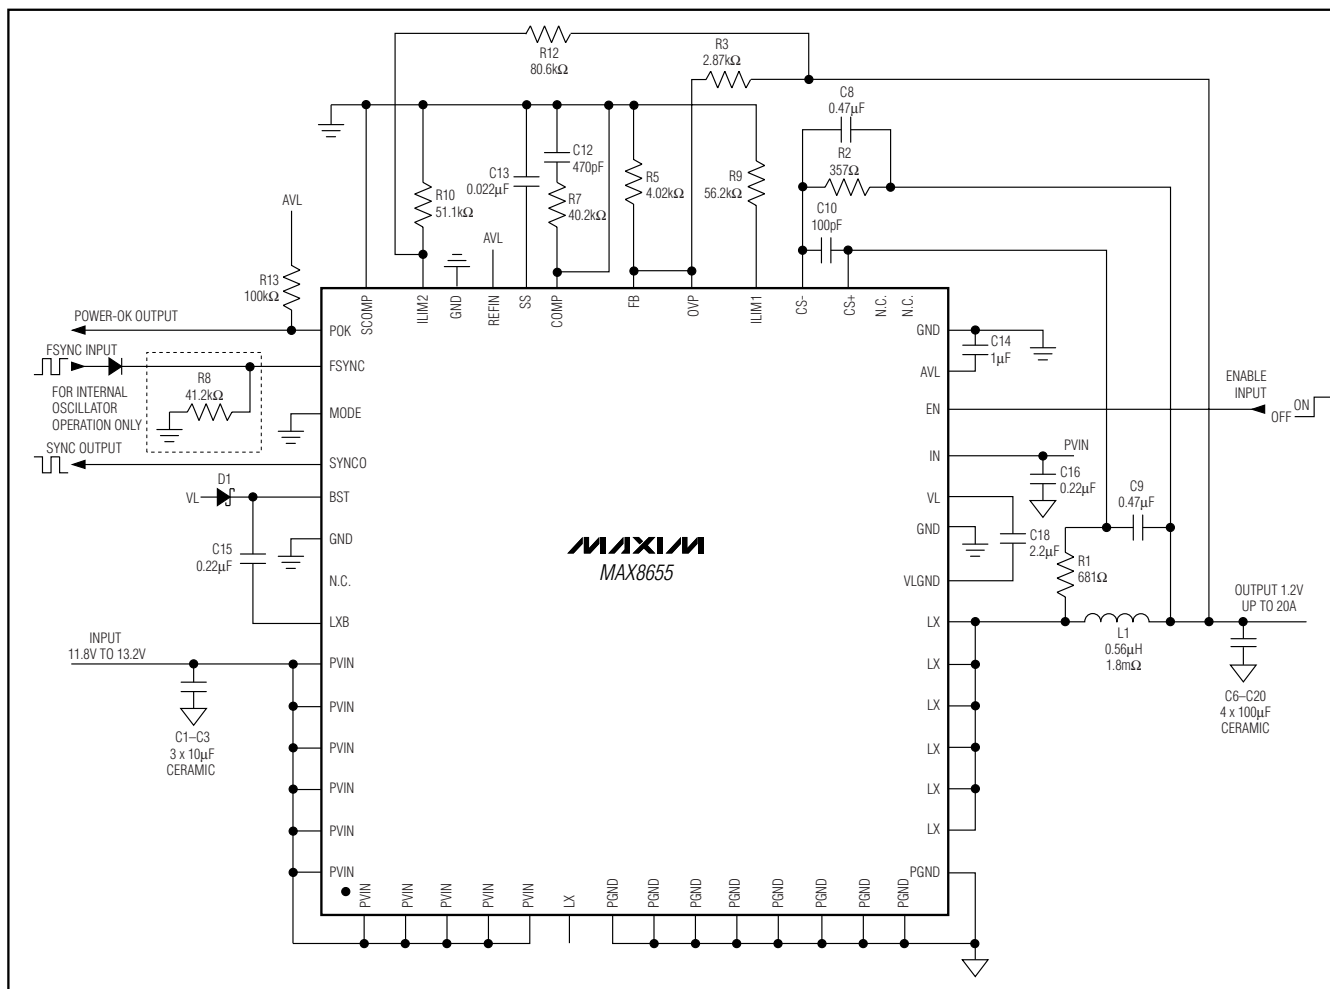 R12
80.6kΩ
R3
2.87kΩ
C8
0.47µF
R2
357Ω
C10
100pF
C12
470pF
C13
0.022µF
R10
51.1kΩ
R7
40.2kΩ
R5
4.02kΩ
R9
56.2kΩ
AVL
AVL
R13
100kΩ
POWER-OK OUTPUT
FSYNC INPUT
R8
41.2kΩ
FOR INTERNAL
OSCILLATOR
OPERATION ONLY
SYNC OUTPUT
D1
VL
C15
0.22µF
INPUT
11.8V TO 13.2V
C1–C3
3 x 10µF
CERAMIC
SCOMP
ILIM2
GND
REFIN
SS
COMP
FB
OVP
ILIM1
CS-
CS+
N.C.
N.C.
POK
FSYNC
MODE
SYNCO
BST
GND
N.C.
LXB
PVIN
PVIN
PVIN
PVIN
PVIN
PVIN
MAXIM
MAX8655
GND
AVL
EN
IN
VL
GND
VLGND
LX
LX
LX
LX
LX
LX
PGND
PVIN
PVIN
PVIN
PVIN
PVIN
LX
PGND
PGND
PGND
PGND
PGND
PGND
PGND
PGND
C14
1µF
ENABLE
INPUT
ON
OFF
PVIN
C16
0.22µF
C9
0.47µF
C18
2.2µF
R1
681Ω
OUTPUT 1.2V
UP TO 20A
L1
0.56µH
1.8mΩ
C6–C20
4 x 100µF
CERAMIC